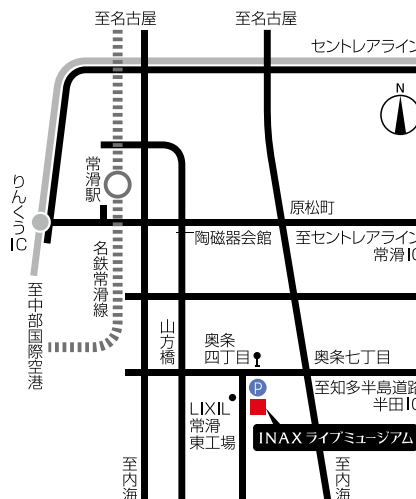 至名古屋
至名古屋
セントレアライン
N
常滑駅
りんくうIC
原松町
陶磁器会館
至セントレアライン
常滑IC
名鉄常滑線
至中部国際空港
山方橋
奥条
四丁目
奥条七丁目
P
至知多半島道路
半田IC
LIXIL
常滑
東工場
INAXライブミュージアム
至内海
至内海